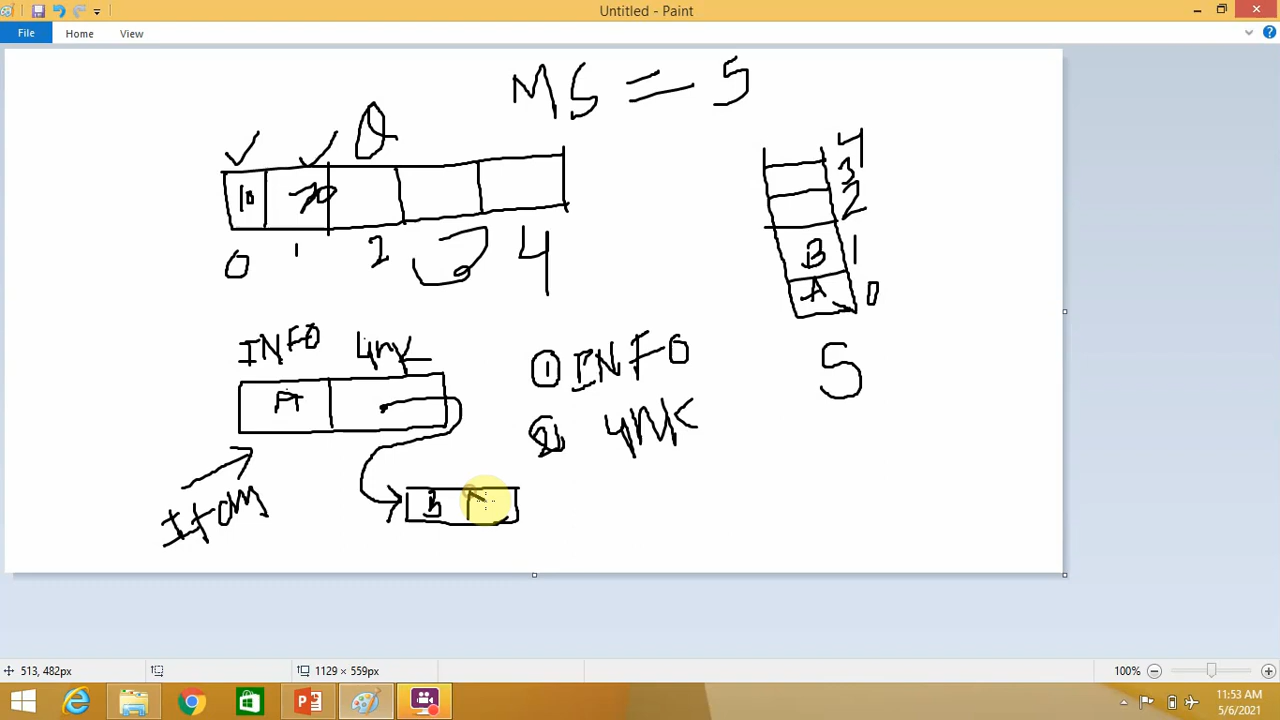 Untitled - Paint
File Home View
MS = 5
Q
10 20
0 1 2 3 4
4
3
2
B 1
A 0
5
INFO LINK
A
① INFO
② LINK
Item
B
513, 482px
1129 × 559px
100%
11:53 AM
5/6/2021